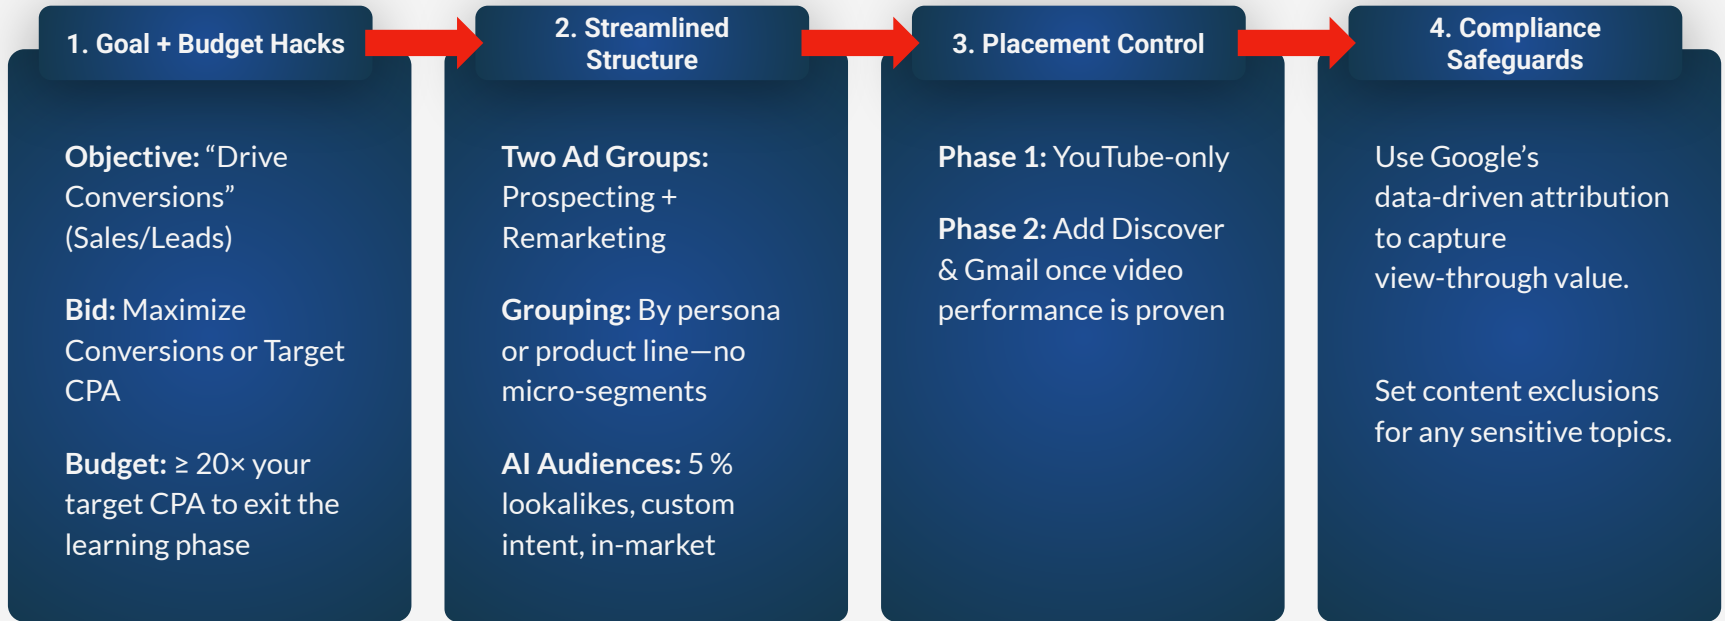 1. Goal + Budget Hacks
Objective: “Drive
Conversions”
(Sales/Leads)
Bid: Maximize
Conversions or Target
CPA
Budget: ≥ 20× your
target CPA to exit the
learning phase
2. Streamlined
Structure
Two Ad Groups:
Prospecting +
Remarketing
Grouping: By persona
or product line—no
micro-segments
AI Audiences: 5 %
lookalikes, custom
intent, in-market
3. Placement Control
Phase 1: YouTube-only
Phase 2: Add Discover
& Gmail once video
performance is proven
4. Compliance
Safeguards
Use Google’s
data-driven attribution
to capture
view-through value.
Set content exclusions
for any sensitive topics.